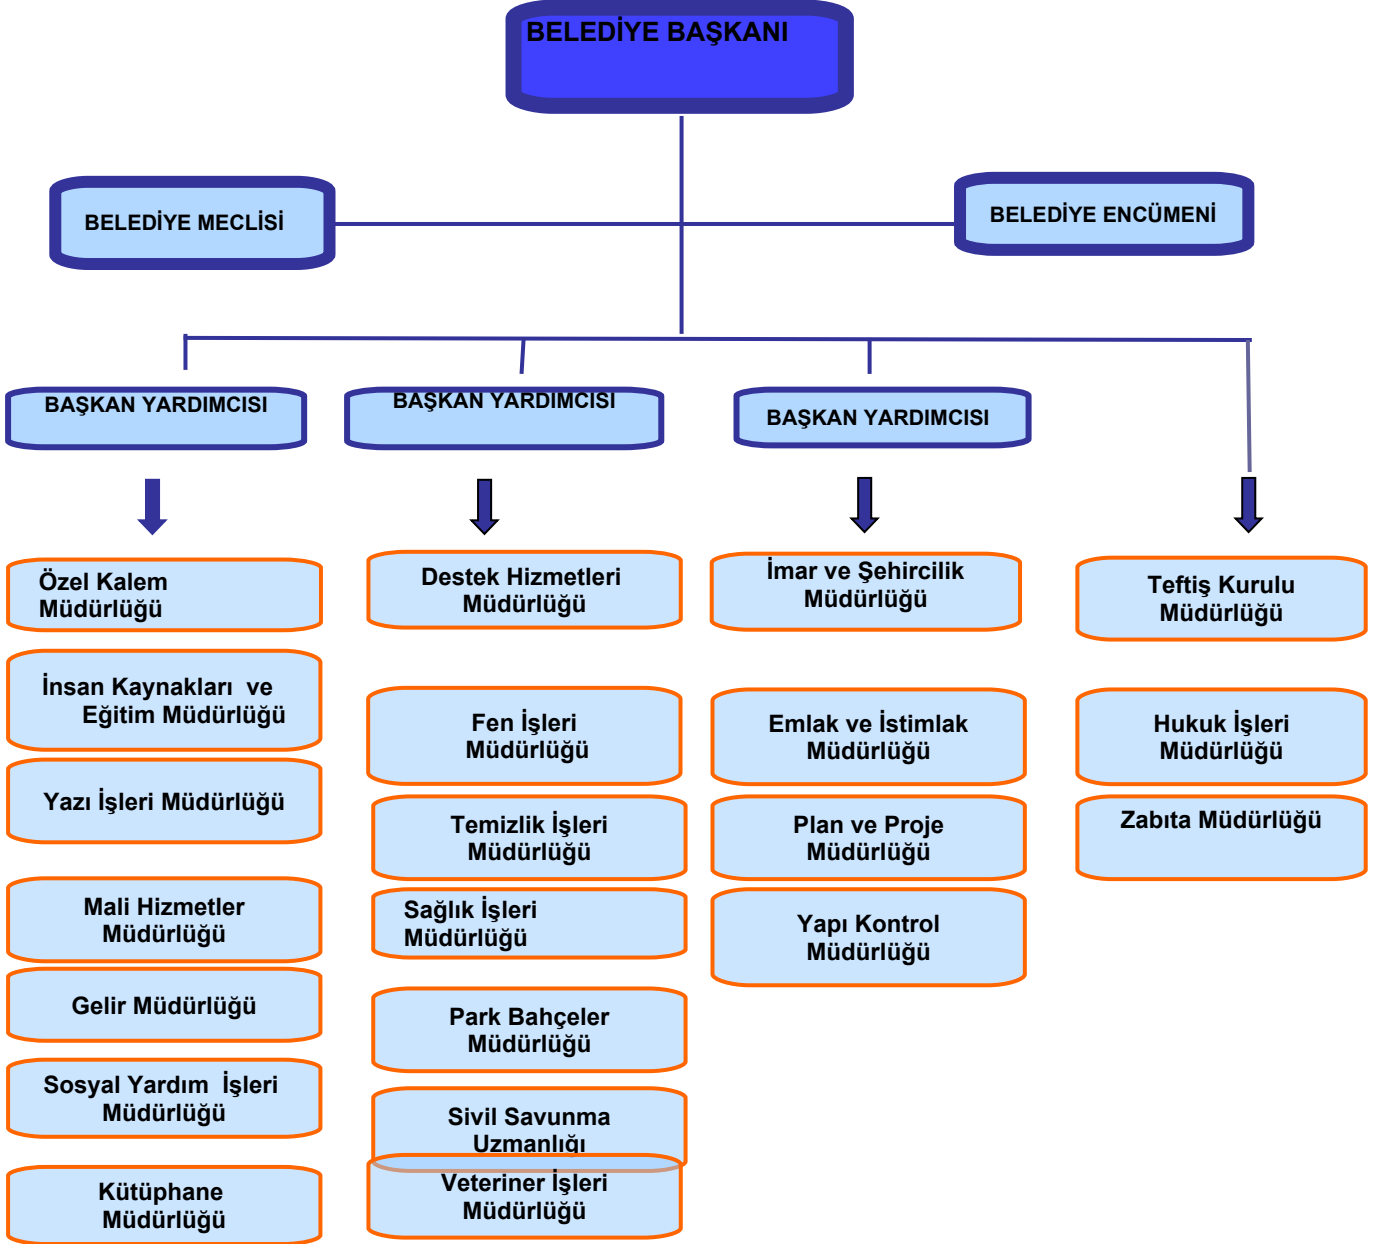 BELEDİYE BAŞKANI
BELEDİYE MECLİSİ
BELEDİYE ENCÜMENİ
BAŞKAN YARDIMCISI
BAŞKAN YARDIMCISI
BAŞKAN YARDIMCISI
Özel Kalem
Müdürlüğü
İnsan Kaynakları ve
Eğitim Müdürlüğü
Yazı İşleri Müdürlüğü
Mali Hizmetler
Müdürlüğü
Gelir Müdürlüğü
Sosyal Yardım İşleri
Müdürlüğü
Kütüphane
Müdürlüğü
Destek Hizmetleri
Müdürlüğü
Fen İşleri
Müdürlüğü
Temizlik İşleri
Müdürlüğü
Sağlık İşleri
Müdürlüğü
Park Bahçeler
Müdürlüğü
Sivil Savunma
Uzmanlığı
Veteriner İşleri
Müdürlüğü
İmar ve Şehircilik
Müdürlüğü
Emlak ve İstimlak
Müdürlüğü
Plan ve Proje
Müdürlüğü
Yapı Kontrol
Müdürlüğü
Teftiş Kurulu
Müdürlüğü
Hukuk İşleri
Müdürlüğü
Zabıta Müdürlüğü